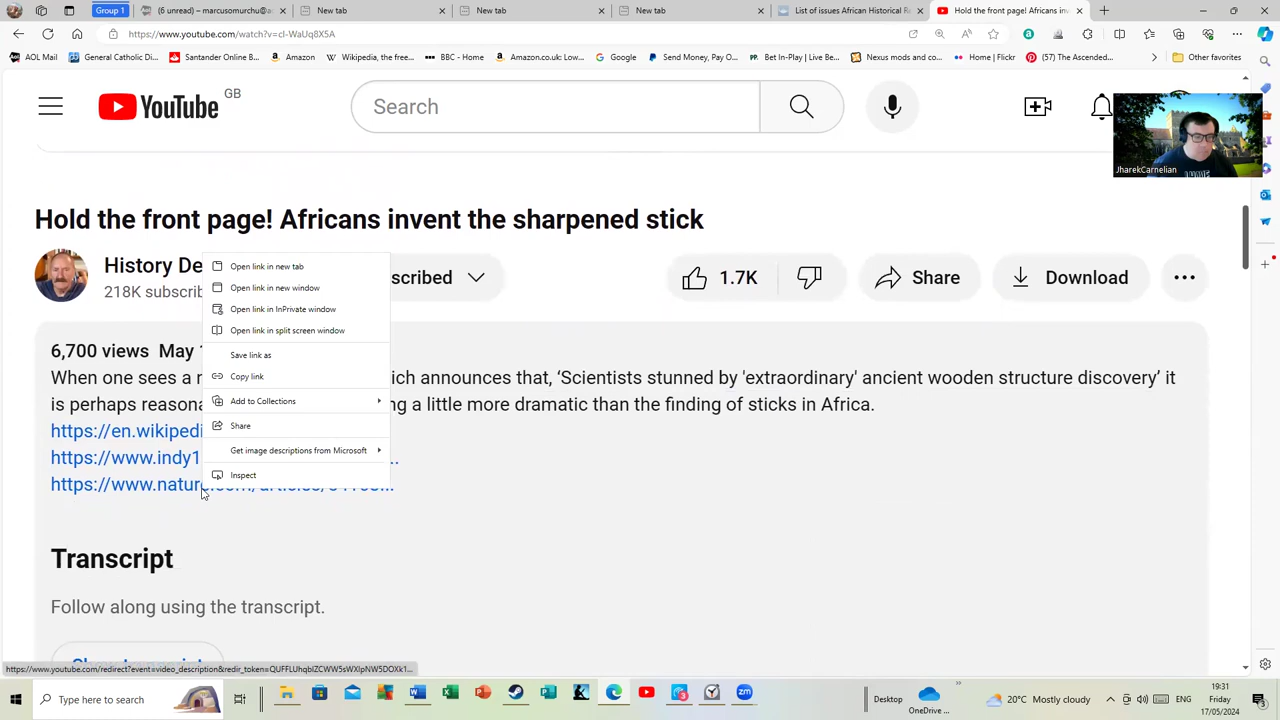 Group 1
(6 unread) – marcusomurchu@ac
New tab
New tab
New tab
List of issues African Historical Re
Hold the front page! Africans inv
https://www.youtube.com/watch?v=cI-WaUq8X5A
AOL Mail
General Catholic Di...
Santander Online B...
Amazon
Wikipedia, the free...
BBC - Home
Amazon.co.uk: Low...
Google
Send Money, Pay O...
Bet In-Play | Live Be...
Nexus mods and co...
Home | Flickr
(57) The Ascended...
Other favorites
YouTube GB
Search
JharekCarnelian
Hold the front page! Africans invent the sharpened stick
History De
218K subscrib
scribed
1.7K
Share
Download
6,700 views May
When one sees a
ich announces that, ‘Scientists stunned by 'extraordinary' ancient wooden structure discovery’ it
is perhaps reasona
ng a little more dramatic than the finding of sticks in Africa.
https://en.wikipedi
https://www.indy1
https://www.nature.com/articles/
Open link in new tab
Open link in new window
Open link in InPrivate window
Open link in split screen window
Save link as
Copy link
Add to Collections
Share
Get image descriptions from Microsoft
Inspect
Transcript
Follow along using the transcript.
Type here to search
Desktop
OneDrive ...
20°C Mostly cloudy
ENG
19:31
Friday
17/05/2024